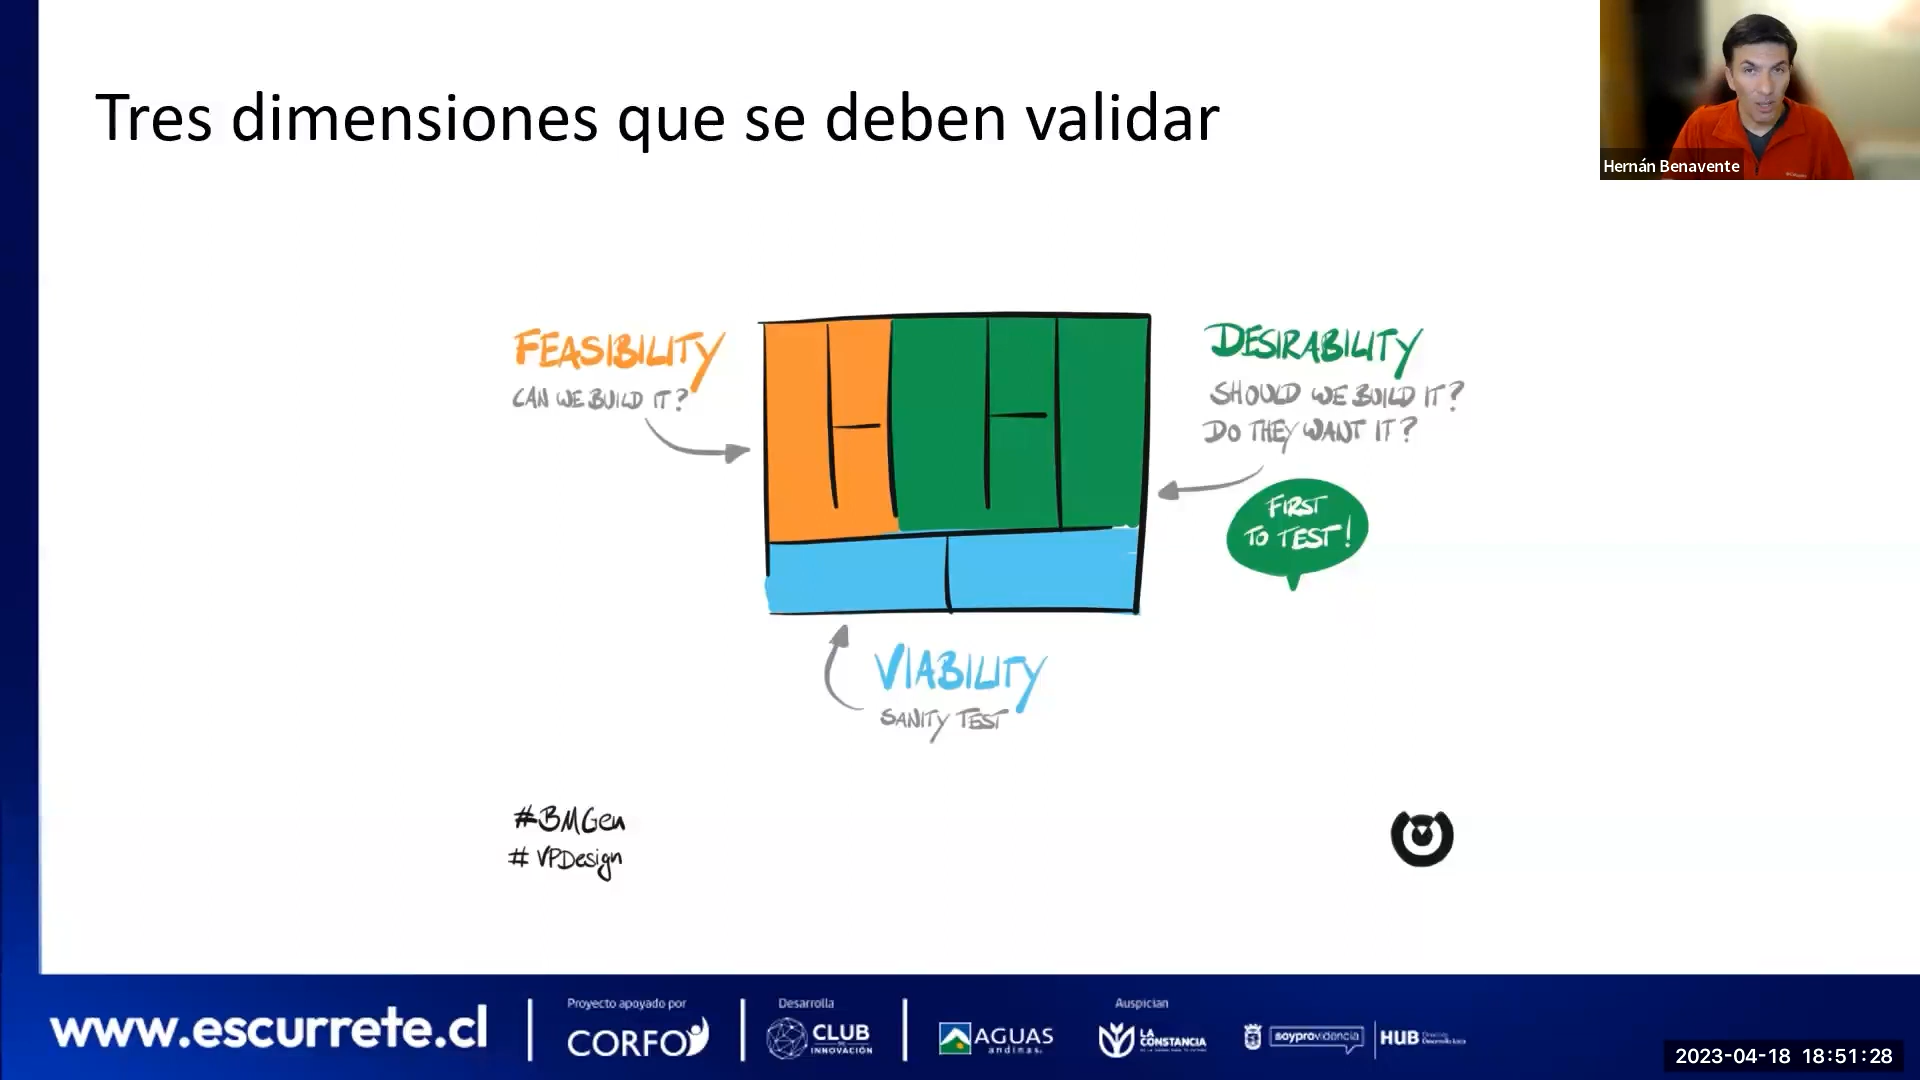 Tres dimensiones que se deben validar
Hernán Benavente
FEASIBILITY
CAN WE BUILD IT?
DESIRABILITY
SHOULD WE BUILD IT?
DO THEY WANT IT?
FIRST
TO TEST!
VIABILITY
SANITY TEST
#BMGen
# VPDesign
www.escurrete.cl
Proyecto apoyado por
CORFO
Desarrolla
CLUB
DE
INNOVACIÓN
AGUAS
andinas.
Auspician
LA
CONSTANCIA
soyprovidencia
HUB
2023-04-18 18:51:28